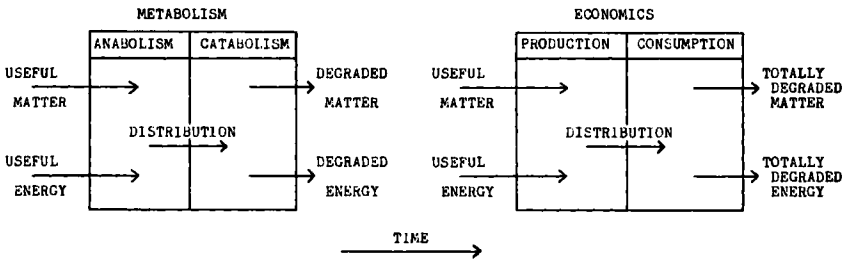 METABOLISM
ANABOLISM CATABOLISM
USEFUL
MATTER
DEGRADED
MATTER
DISTRIBUTION
USEFUL
ENERGY
DEGRADED
ENERGY
ECONOMICS
PRODUCTION CONSUMPTION
USEFUL
MATTER
TOTALLY
DEGRADED
MATTER
DISTRIBUTION
USEFUL
ENERGY
TOTALLY
DEGRADED
ENERGY
TIME